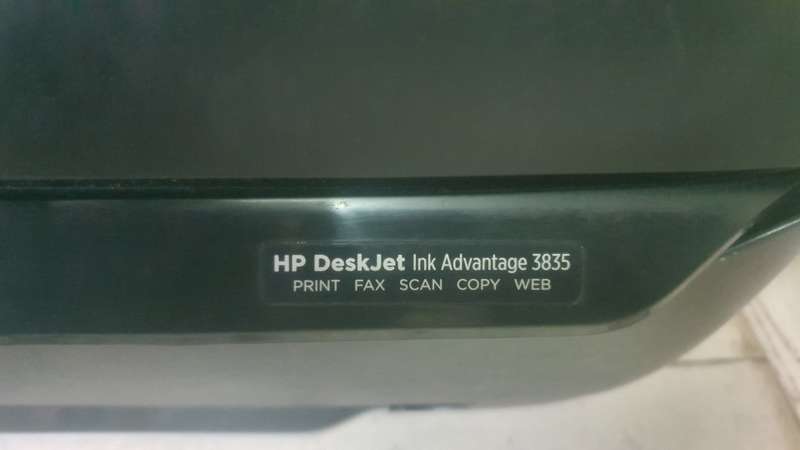 HP DeskJet Ink Advantage 3835
PRINT FAX SCAN COPY WEB